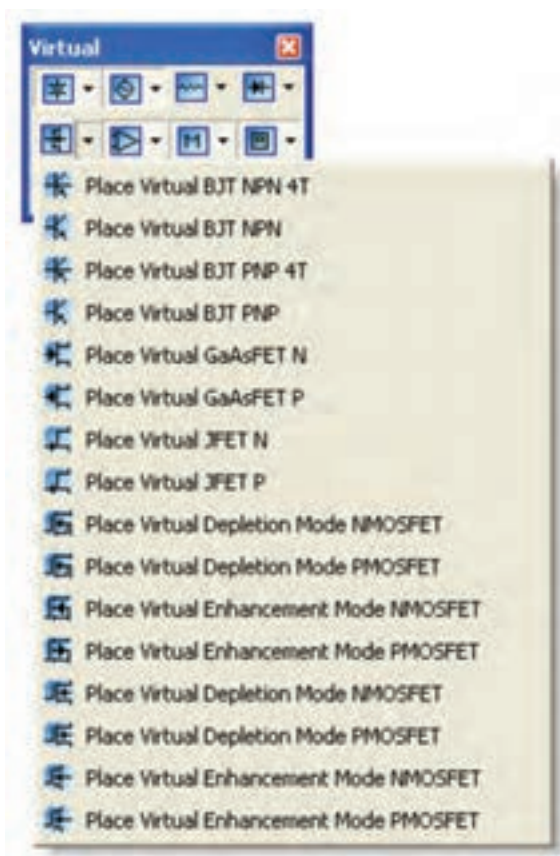 Virtual
Place Virtual BJT NPN 4T
Place Virtual BJT NPN
Place Virtual BJT PNP 4T
Place Virtual BJT PNP
Place Virtual GaAsFET N
Place Virtual GaAsFET P
Place Virtual JFET N
Place Virtual JFET P
Place Virtual Depletion Mode NMOSFET
Place Virtual Depletion Mode PMOSFET
Place Virtual Enhancement Mode NMOSFET
Place Virtual Enhancement Mode PMOSFET
Place Virtual Depletion Mode NMOSFET
Place Virtual Depletion Mode PMOSFET
Place Virtual Enhancement Mode NMOSFET
Place Virtual Enhancement Mode PMOSFET